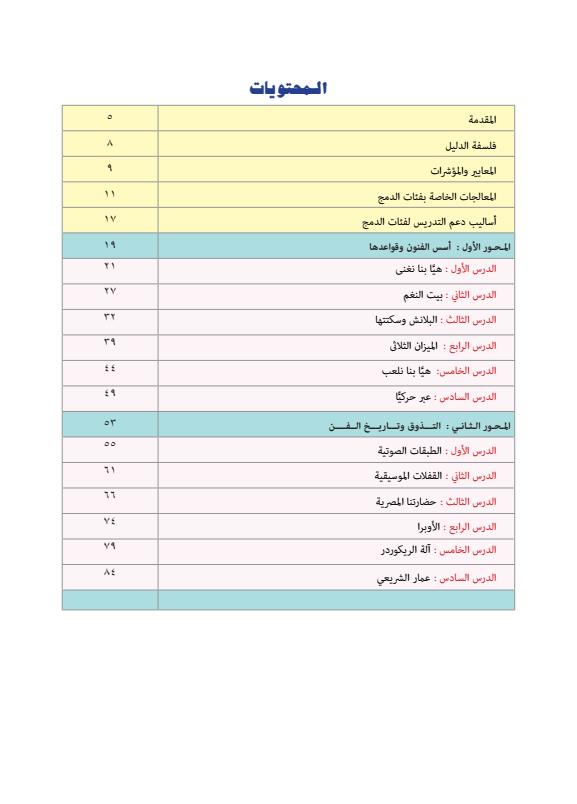 المحتويات
المقدمة ٥
فلسفة الدليل ٨
المعايير والمؤشرات ٩
المعالجات الخاصة بفئات الدمج ١١
أساليب دعم التدريس لفئات الدمج ١٧
المحور الأول : أسس الفنون وقواعدها ١٩
الدرس الأول : هيَّا بنا نغنى ٢١
الدرس الثاني : بيت النغم ٢٧
الدرس الثالث : البلانش وسكتتها ٣٢
الدرس الرابع : الميزان الثلاثى ٣٩
الدرس الخامس: هيَّا بنا نلعب ٤٤
الدرس السادس : عبر حركيًّا ٤٩
المحور الثاني : التذوق وتاريخ الفن ٥٣
الدرس الأول : الطبقات الصوتية ٥٥
الدرس الثاني : القفلات الموسيقية ٦١
الدرس الثالث : حضارتنا المصرية ٦٦
الدرس الرابع : الأوبرا ٧٤
الدرس الخامس : آلة الريكوردر ٧٩
الدرس السادس : عمار الشريعي ٨٤